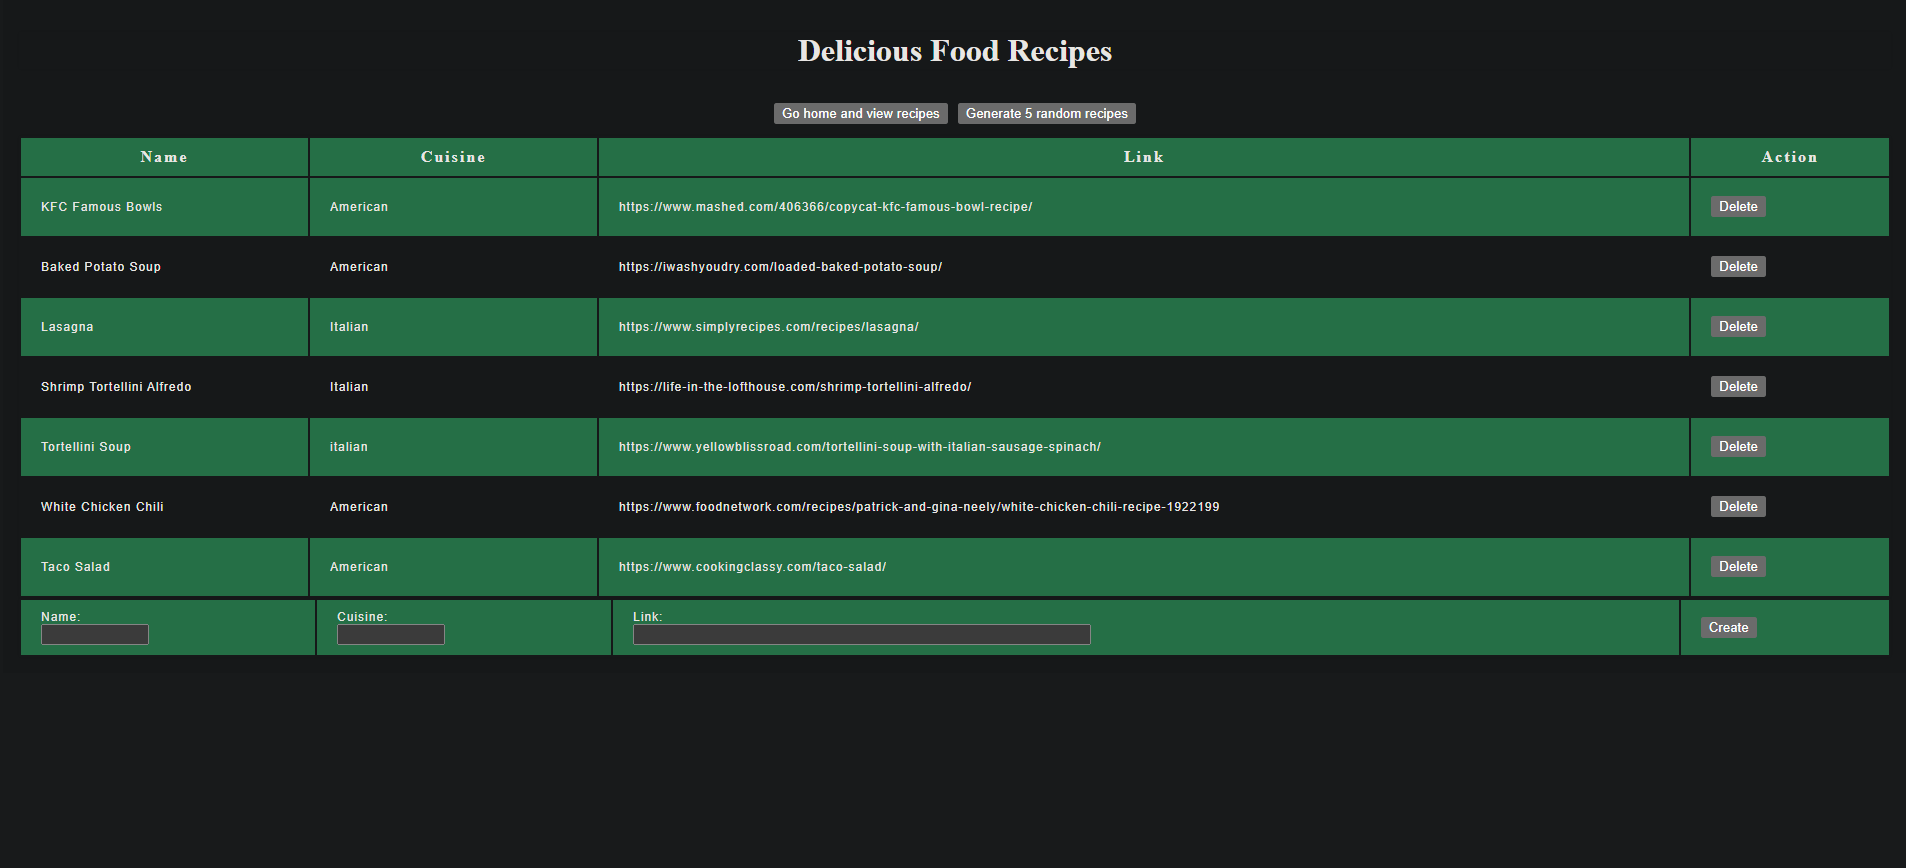 Delicious Food Recipes
Go home and view recipes Generate 5 random recipes
Name Cuisine Link Action
KFC Famous Bowls American https://www.mashed.com/406366/copycat-kfc-famous-bowl-recipe/ Delete
Baked Potato Soup American https://iwashyoudry.com/loaded-baked-potato-soup/ Delete
Lasagna Italian https://www.simplyrecipes.com/recipes/lasagna/ Delete
Shrimp Tortellini Alfredo Italian https://life-in-the-lofthouse.com/shrimp-tortellini-alfredo/ Delete
Tortellini Soup italian https://www.yellowblissroad.com/tortellini-soup-with-italian-sausage-spinach/ Delete
White Chicken Chili American https://www.foodnetwork.com/recipes/patrick-and-gina-neely/white-chicken-chili-recipe-1922199 Delete
Taco Salad American https://www.cookingclassy.com/taco-salad/ Delete
Name: Cuisine: Link: Create